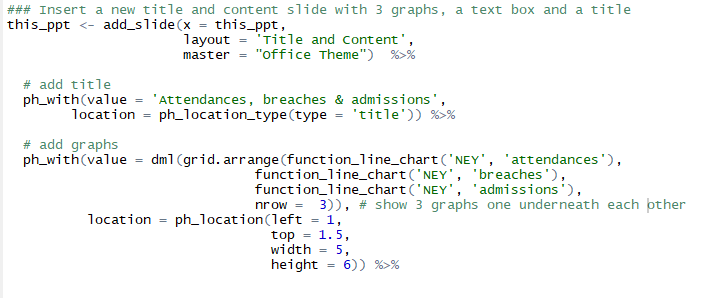 ### Insert a new title and content slide with 3 graphs, a text box and a title
this_ppt <- add_slide(x = this_ppt,
                      layout = 'Title and Content',
                      master = "Office Theme")  %>%
  # add title
  ph_with(value = 'Attendances, breaches & admissions',
        location = ph_location_type(type = 'title')) %>%
  # add graphs
  ph_with(value = dml(grid.arrange(function_line_chart('NEY', 'attendances'),
                               function_line_chart('NEY', 'breaches'),
                               function_line_chart('NEY', 'admissions'),
                               nrow =  3)), # show 3 graphs one underneath each other
          location = ph_location(left = 1,
                                 top = 1.5,
                                 width = 5,
                                 height = 6)) %>%